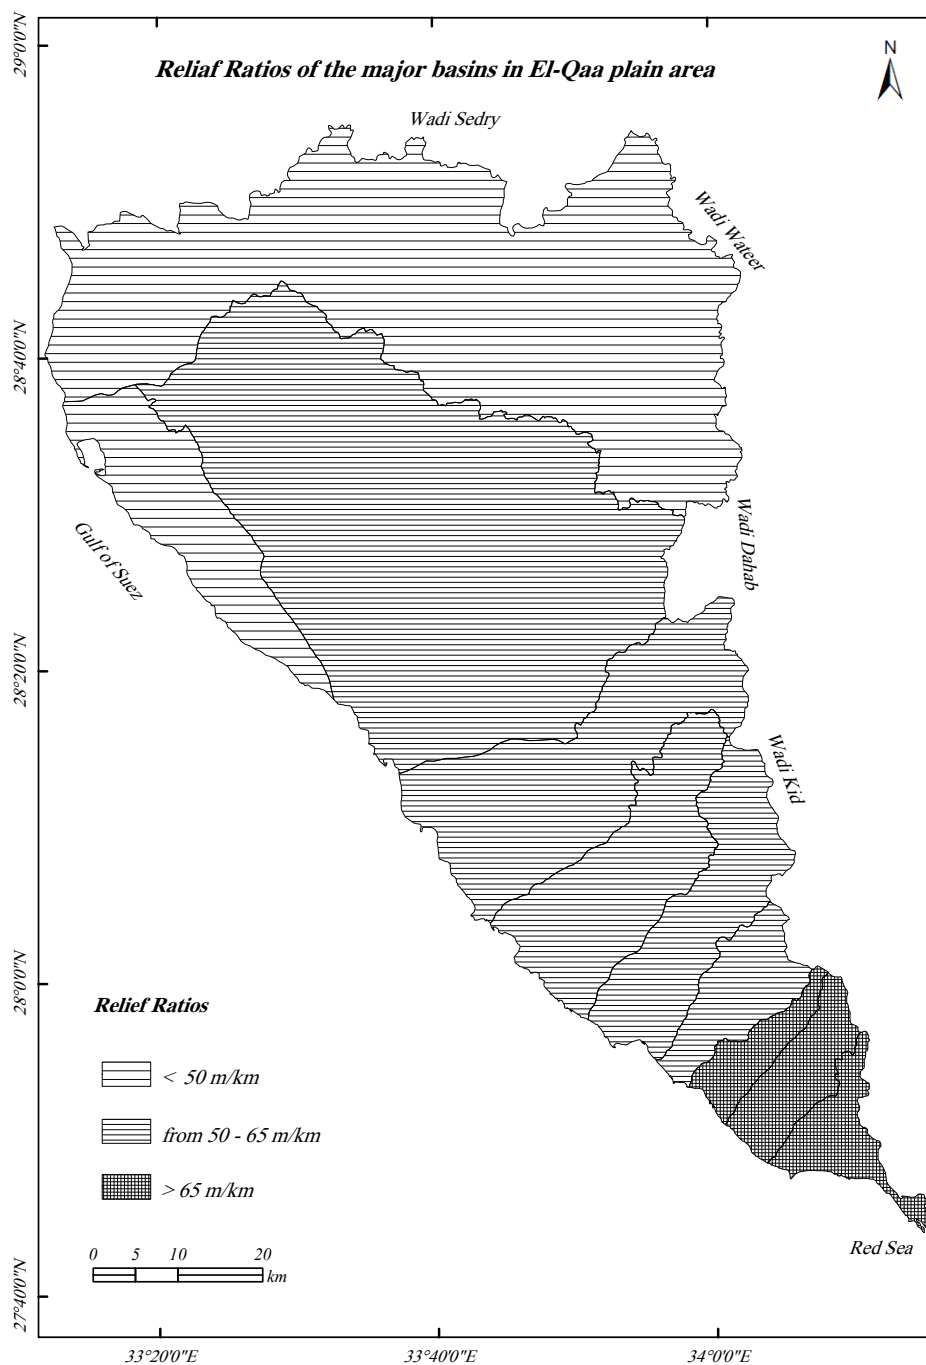 29°0'0"N
Reliaf Ratios of the major basins in El-Qaa plain area
N
Wadi Sedry
Wadi Wateer
28°40'0"N
Gulf of Suez
Wadi Dahab
28°20'0"N
Wadi Kid
28°0'0"N
Relief Ratios
< 50 m/km
from 50 - 65 m/km
> 65 m/km
Red Sea
0 5 10 20
km
27°40'0"N
33°20'0"E 33°40'0"E 34°0'0"E